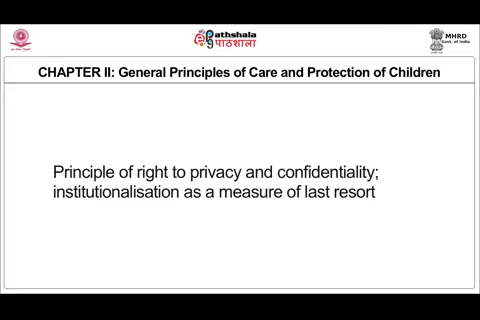 ePathshala
पाठशाला
MHRD
Govt. of India
CHAPTER II: General Principles of Care and Protection of Children
Principle of right to privacy and confidentiality;
institutionalisation as a measure of last resort